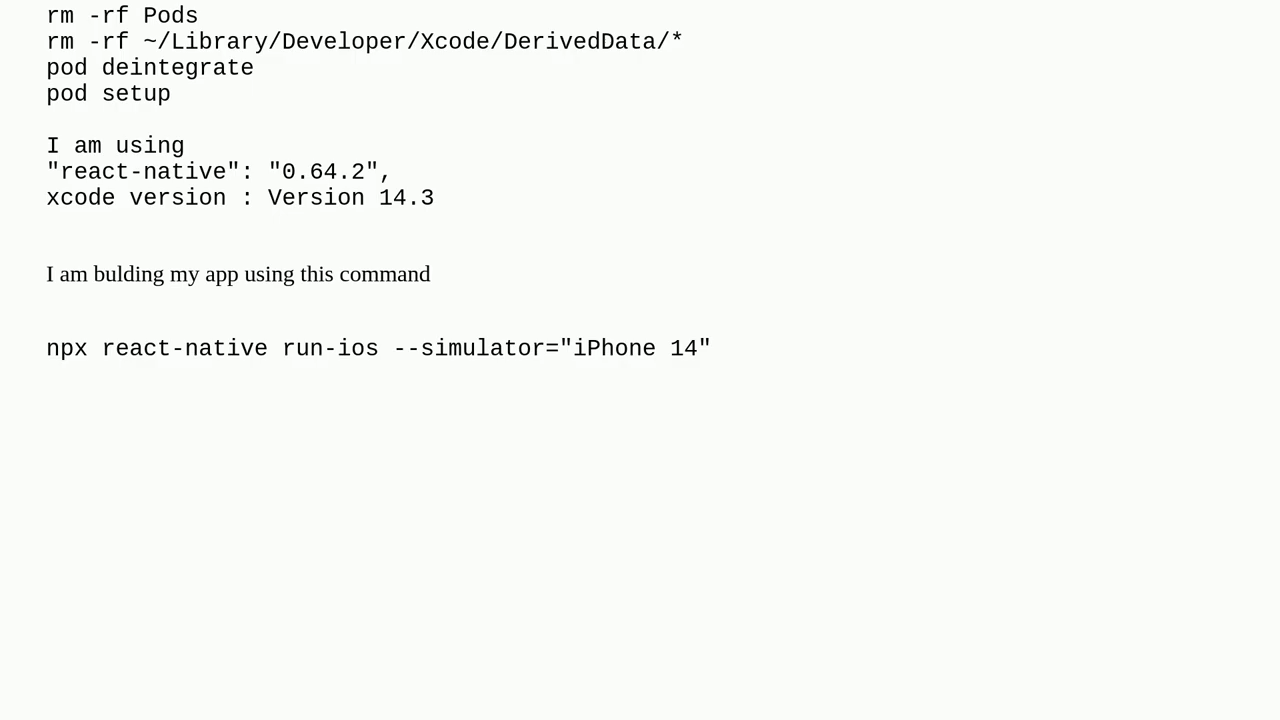 rm -rf Pods
rm -rf ~/Library/Developer/Xcode/DerivedData/*
pod deintegrate
pod setup
I am using
"react-native": "0.64.2",
xcode version : Version 14.3
I am bulding my app using this command
npx react-native run-ios --simulator="iPhone 14"